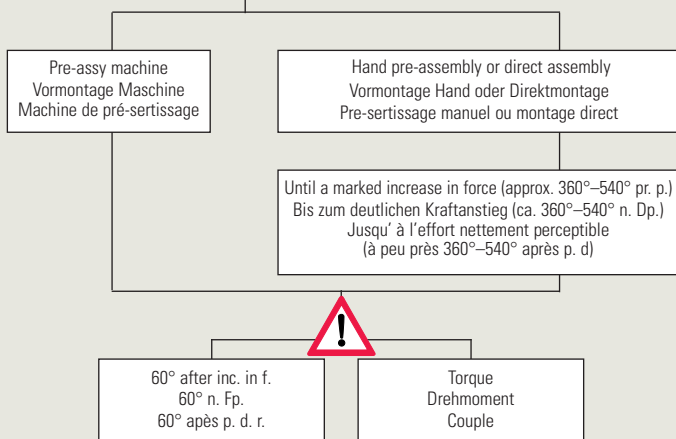 Pre-assy machine
Vormontage Maschine
Machine de pré-sertissage
Hand pre-assembly or direct assembly
Vormontage Hand oder Direktmontage
Pre-sertissage manuel ou montage direct
Until a marked increase in force (approx. 360°–540° pr. p.)
Bis zum deutlichen Kraftanstieg (ca. 360°–540° n. Dp.)
Jusqu' à l'effort nettement perceptible
(à peu près 360°–540° après p. d)
!
60° after inc. in f.
60° n. Fp.
60° apès p. d. r.
Torque
Drehmoment
Couple